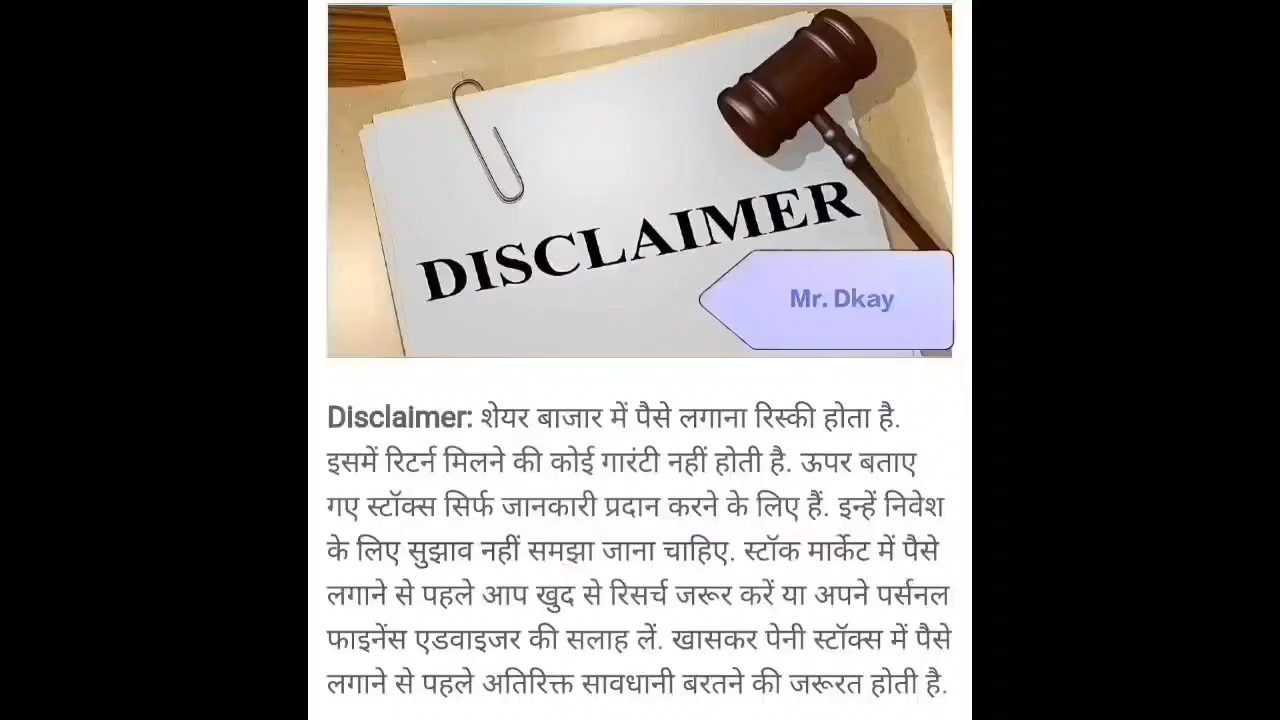 DISCLAIMER
Mr. Dkay
Disclaimer: शेयर बाजार में पैसे लगाना रिस्की होता है.
इसमें रिटर्न मिलने की कोई गारंटी नहीं होती है. ऊपर बताए
गए स्टॉक्स सिर्फ जानकारी प्रदान करने के लिए हैं. इन्हें निवेश
के लिए सुझाव नहीं समझा जाना चाहिए. स्टॉक मार्केट में पैसे
लगाने से पहले आप खुद से रिसर्च जरूर करें या अपने पर्सनल
फाइनेंस एडवाइजर की सलाह लें. खासकर पेनी स्टॉक्स में पैसे
लगाने से पहले अतिरिक्त सावधानी बरतने की जरूरत होती है.